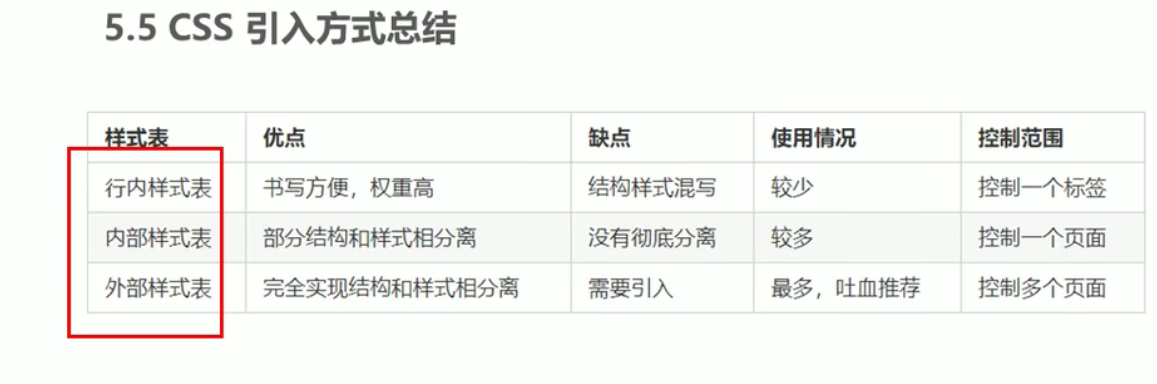 5.5 CSS 引入方式总结
样式表 优点 缺点 使用情况 控制范围
行内样式表 书写方便，权重高 结构样式混写 较少 控制一个标签
内部样式表 部分结构和样式相分离 没有彻底分离 较多 控制一个页面
外部样式表 完全实现结构和样式相分离 需要引入 最多，吐血推荐 控制多个页面